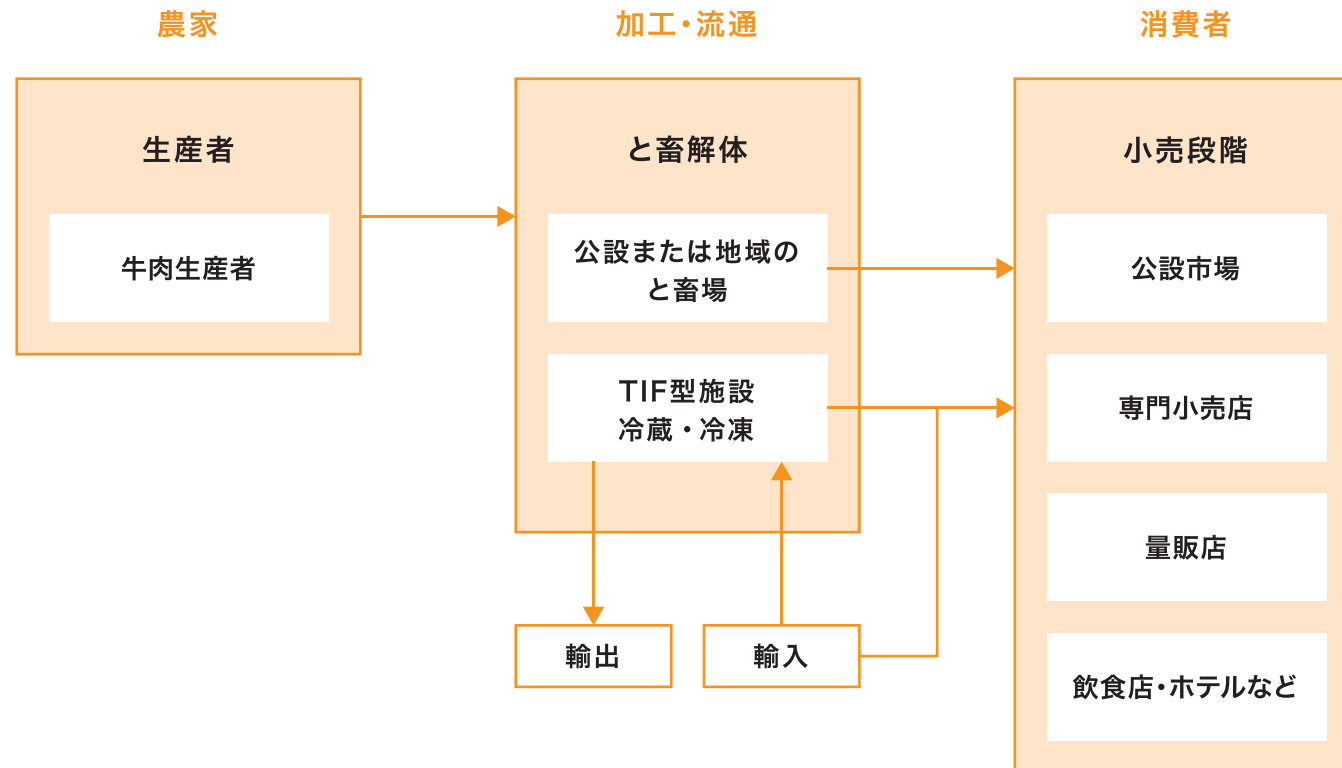 農家
加工・流通
消費者
生産者
牛肉生産者
と畜解体
公設または地域の
と畜場
TIF型施設
冷蔵・冷凍
輸出
輸入
小売段階
公設市場
専門小売店
量販店
飲食店・ホテルなど